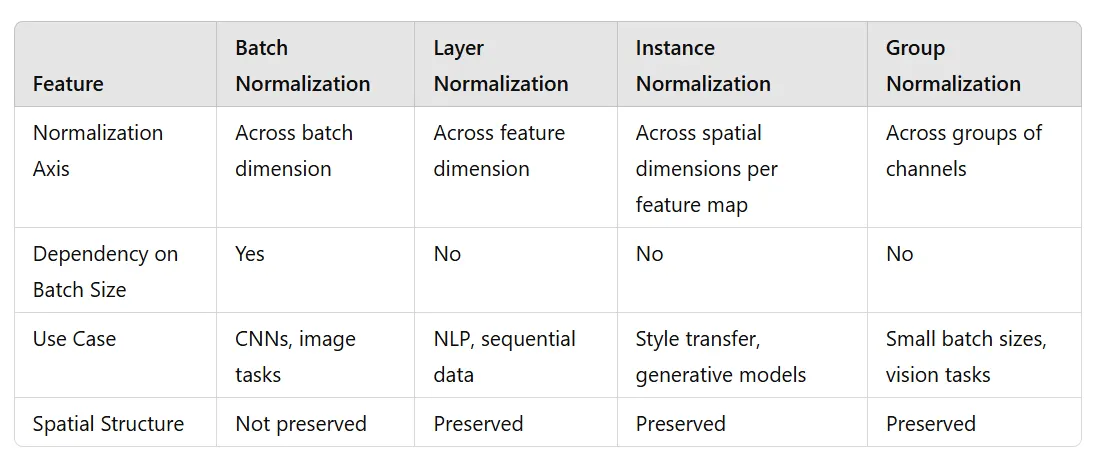 Feature
Batch
Normalization
Layer
Normalization
Instance
Normalization
Group
Normalization
Normalization
Axis
Across batch
dimension
Across feature
dimension
Across spatial
dimensions per
feature map
Across groups of
channels
Dependency on
Batch Size
Yes
No
No
No
Use Case
CNNs, image
tasks
NLP, sequential
data
Style transfer,
generative models
Small batch sizes,
vision tasks
Spatial Structure
Not preserved
Preserved
Preserved
Preserved